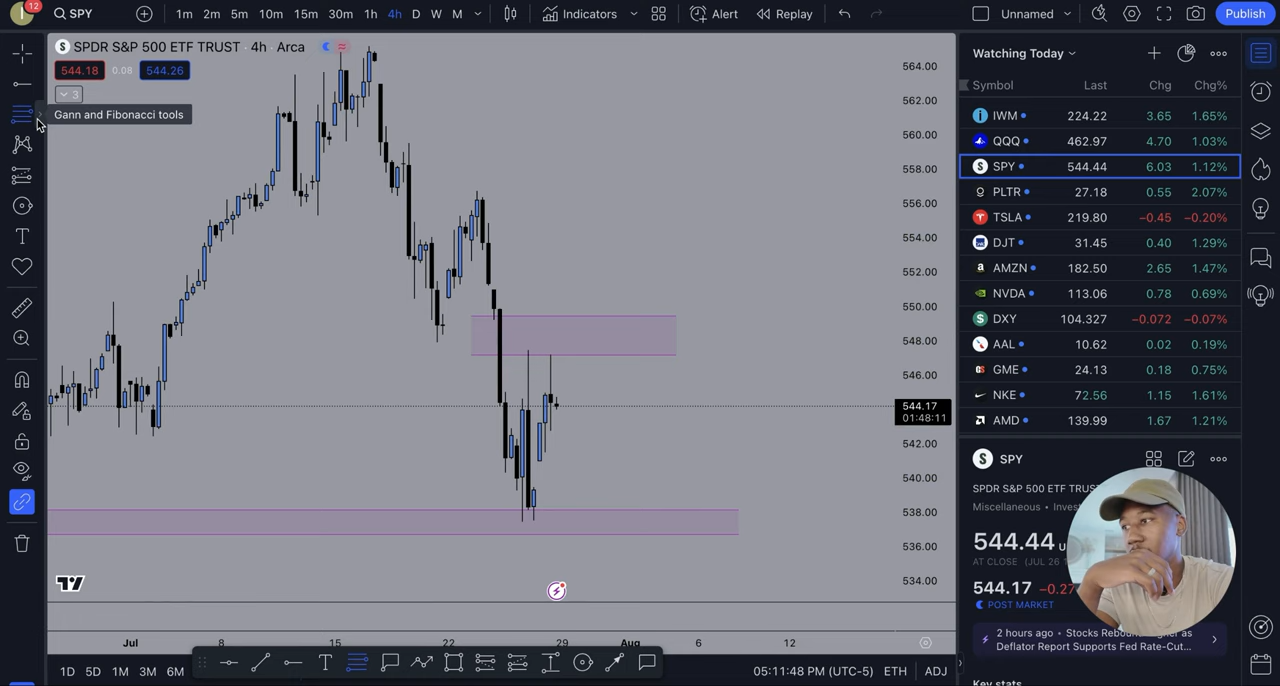 12
SPY
1m 2m 5m 10m 15m 30m 1h 4h D W M
Indicators
Alert
Replay
Unnamed
Publish
SPDR S&P 500 ETF TRUST · 4h · Arca
544.18 0.08 544.26
3
Gann and Fibonacci tools
564.00
562.00
560.00
558.00
556.00
554.00
552.00
550.00
548.00
546.00
544.17
01:48:11
542.00
540.00
538.00
536.00
534.00
Jul 8 15 22 29 Aug 6 12
1D 5D 1M 3M 6M
05:11:48 PM (UTC-5) ETH ADJ
Watching Today
Symbol Last Chg Chg%
IWM 224.22 3.65 1.65%
QQQ 462.97 4.70 1.03%
SPY 544.44 6.03 1.12%
PLTR 27.18 0.55 2.07%
TSLA 219.80 −0.45 −0.20%
DJT 31.45 0.40 1.29%
AMZN 182.50 2.65 1.47%
NVDA 113.06 0.78 0.69%
DXY 104.327 −0.072 −0.07%
AAL 10.62 0.02 0.19%
GME 24.13 0.18 0.75%
NKE 72.56 1.15 1.61%
AMD 139.99 1.67 1.21%
SPY
SPDR S&P 500 ETF TRUST
Miscellaneous • Inves
544.44
AT CLOSE (JUL 26
544.17 −0.27
POST MARKET
2 hours ago • Stocks Rebound Higher as
Deflator Report Supports Fed Rate-Cut...
Key stats